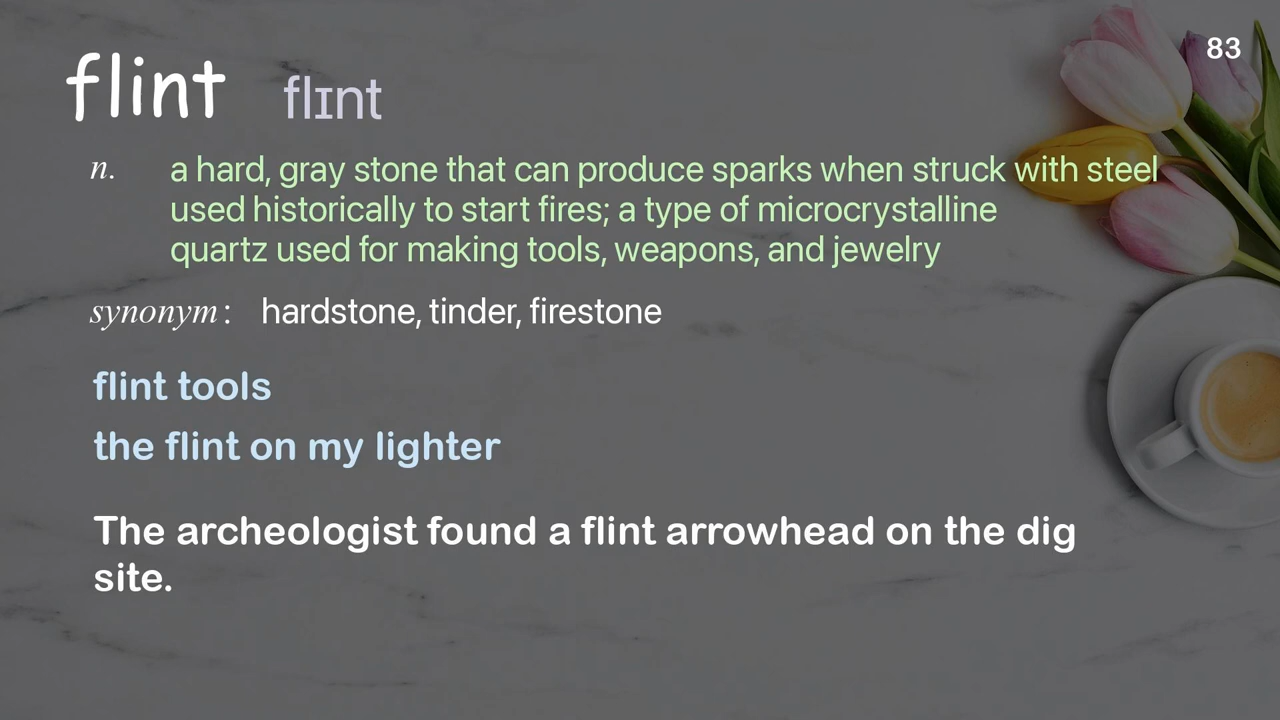 83
flint flɪnt
n. a hard, gray stone that can produce sparks when struck with steel
used historically to start fires; a type of microcrystalline
quartz used for making tools, weapons, and jewelry
synonym : hardstone, tinder, firestone
flint tools
the flint on my lighter
The archeologist found a flint arrowhead on the dig
site.